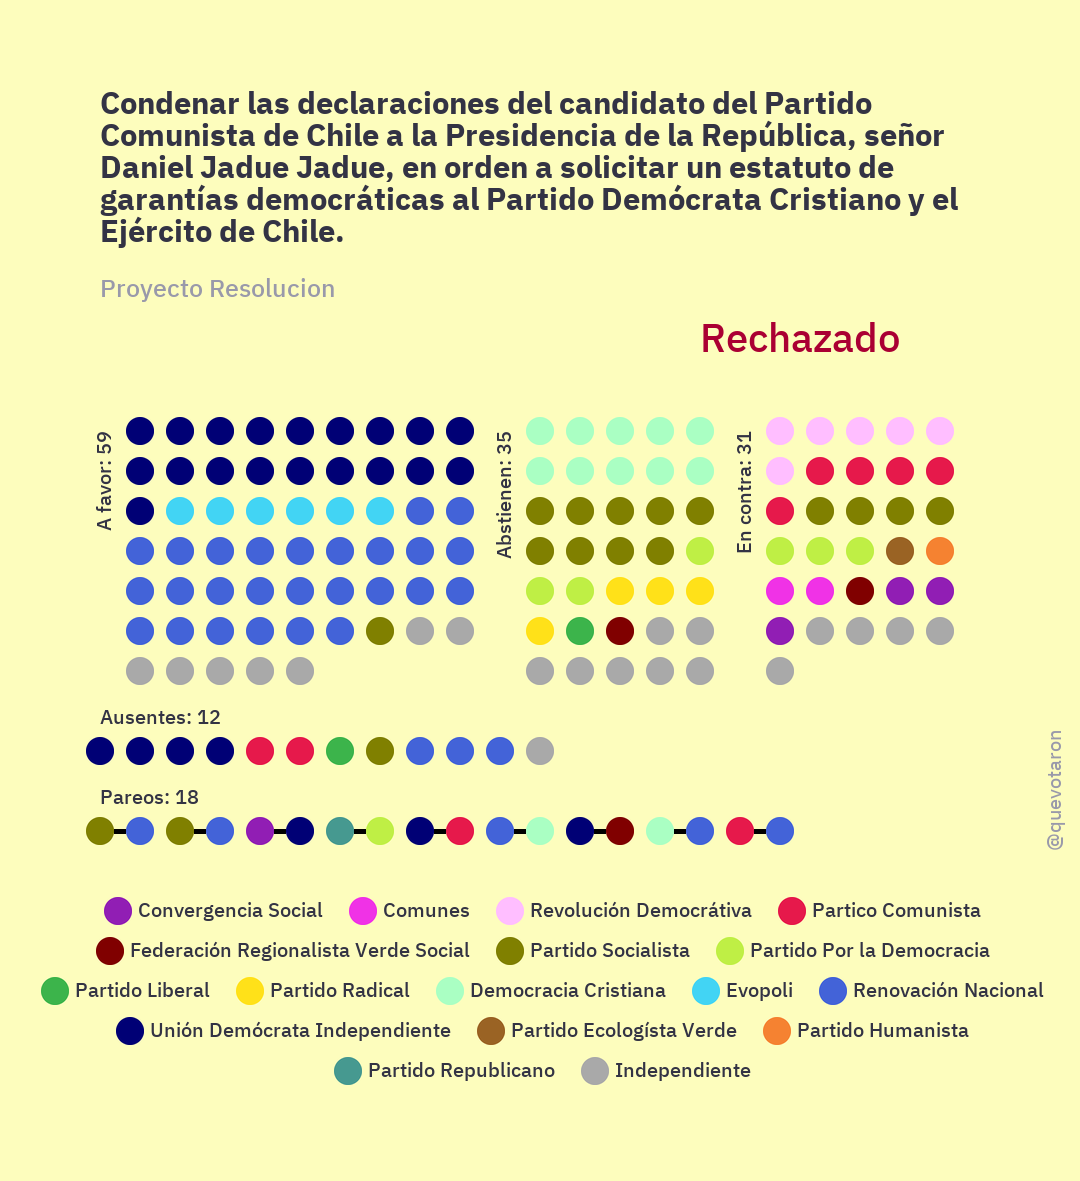 Condenar las declaraciones del candidato del Partido
Comunista de Chile a la Presidencia de la República, señor
Daniel Jadue Jadue, en orden a solicitar un estatuto de
garantías democráticas al Partido Demócrata Cristiano y el
Ejército de Chile.
Proyecto Resolucion
Rechazado
A favor: 59
Abstienen: 35
En contra: 31
Ausentes: 12
Pareos: 18
@quevotaron
Convergencia Social Comunes Revolución Democrátiva Partico Comunista
Federación Regionalista Verde Social Partido Socialista Partido Por la Democracia
Partido Liberal Partido Radical Democracia Cristiana Evopoli Renovación Nacional
Unión Demócrata Independiente Partido Ecologísta Verde Partido Humanista
Partido Republicano Independiente